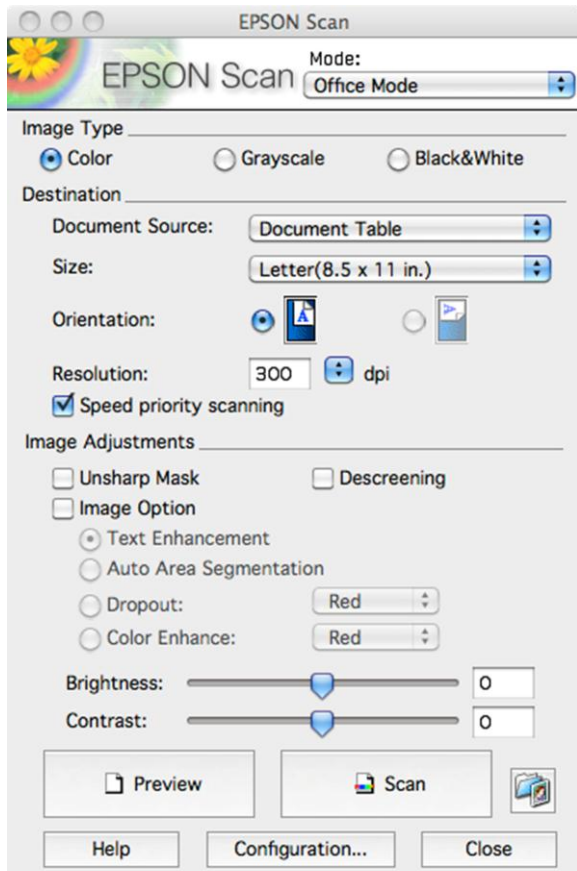 EPSON Scan
EPSON Scan
Mode:
Office Mode
Image Type
Color Grayscale Black&White
Destination
Document Source: Document Table
Size: Letter(8.5 x 11 in.)
Orientation: A A
Resolution: 300 dpi
Speed priority scanning
Image Adjustments
Unsharp Mask Descreening
Image Option
Text Enhancement
Auto Area Segmentation
Dropout: Red
Color Enhance: Red
Brightness: 0
Contrast: 0
Preview Scan
Help Configuration... Close